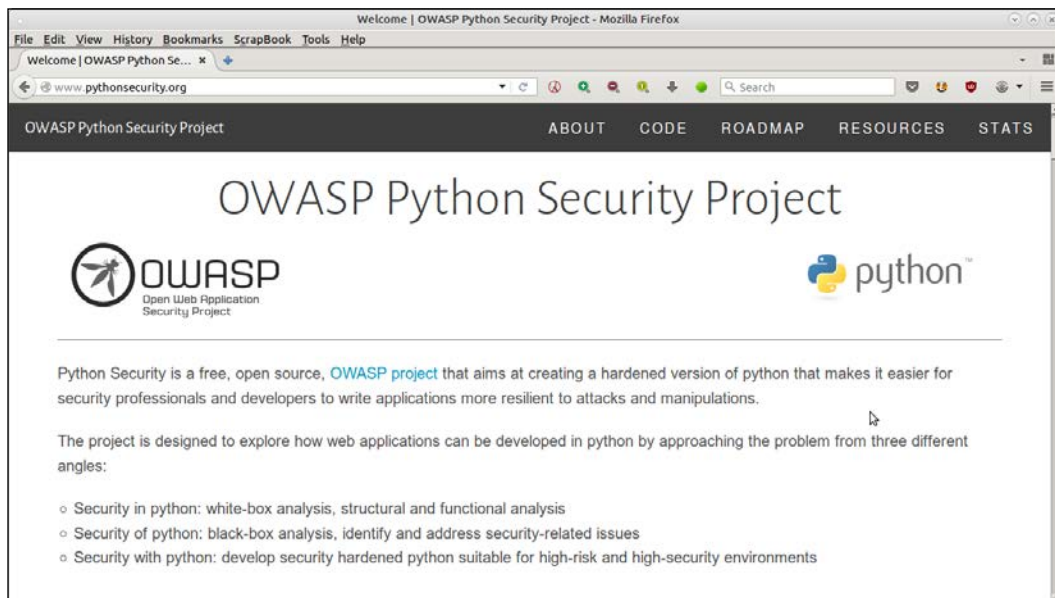 Welcome | OWASP Python Security Project - Mozilla Firefox
File Edit View History Bookmarks ScrapBook Tools Help
Welcome | OWASP Python Se...
www.pythonsecurity.org
Search
OWASP Python Security Project
ABOUT CODE ROADMAP RESOURCES STATS
OWASP Python Security Project
OWASP
Open Web Application
Security Project
python™
Python Security is a free, open source, OWASP project that aims at creating a hardened version of python that makes it easier for
security professionals and developers to write applications more resilient to attacks and manipulations.
The project is designed to explore how web applications can be developed in python by approaching the problem from three different
angles:
Security in python: white-box analysis, structural and functional analysis
Security of python: black-box analysis, identify and address security-related issues
Security with python: develop security hardened python suitable for high-risk and high-security environments